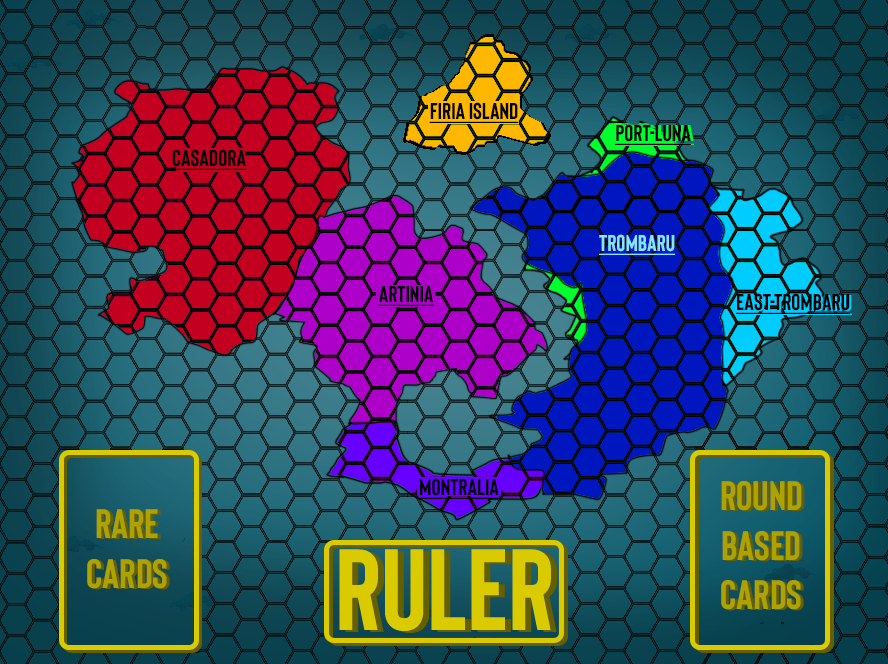 FIRIA ISLAND
PORT-LUNA
CASADORA
TROMBARU
ARTINIA
EAST-TROMBARU
MONTRALIA
RARE
CARDS
RULER
ROUND
BASED
CARDS